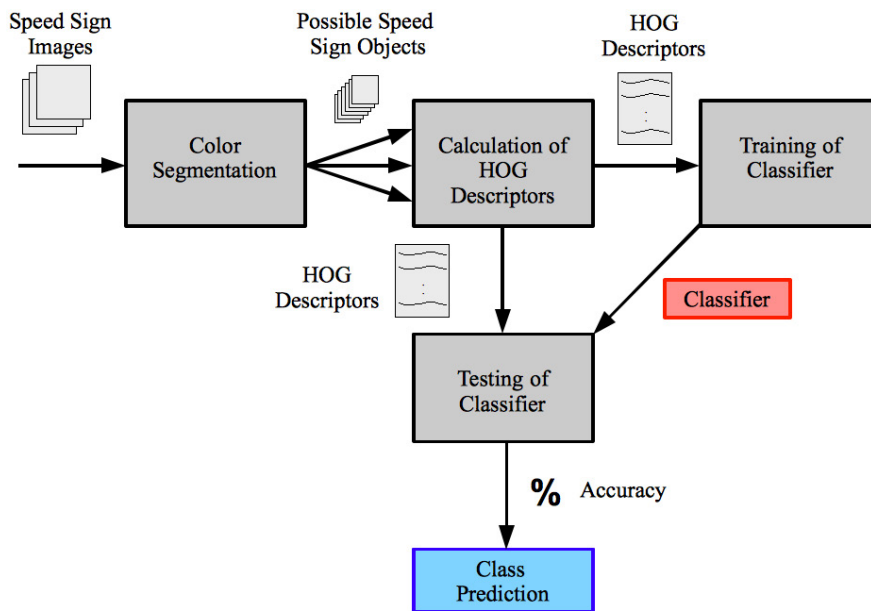 Speed Sign
Images
Possible Speed
Sign Objects
HOG
Descriptors
Color
Segmentation
Calculation of
HOG
Descriptors
Training of
Classifier
HOG
Descriptors
Classifier
Testing of
Classifier
% Accuracy
Class
Prediction